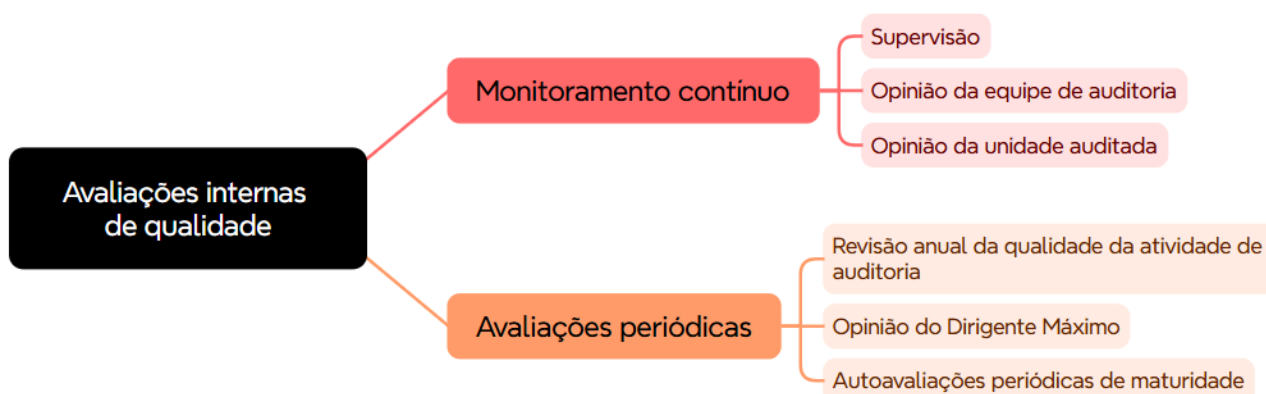 Avaliações internas
de qualidade
Monitoramento contínuo
Supervisão
Opinião da equipe de auditoria
Opinião da unidade auditada
Avaliações periódicas
Revisão anual da qualidade da atividade de
auditoria
Opinião do Dirigente Máximo
Autoavaliações periódicas de maturidade